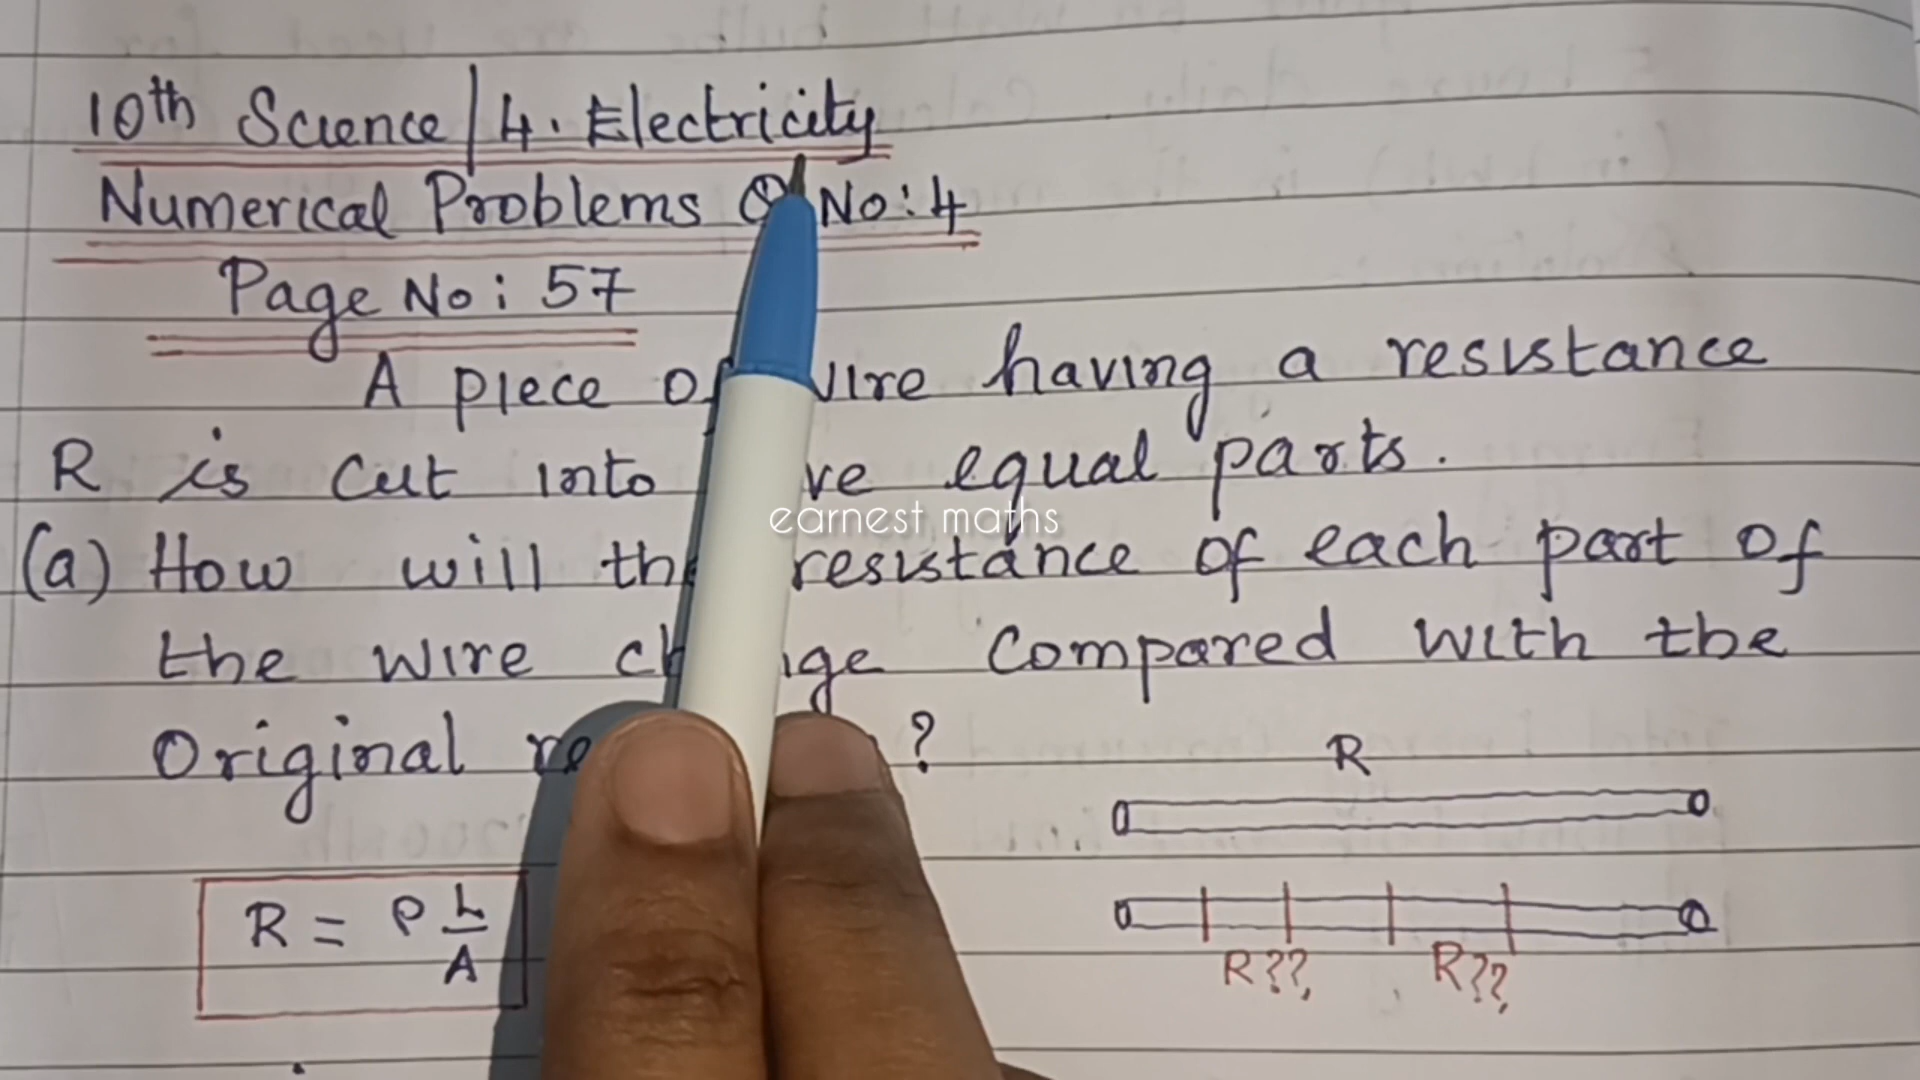 10th Science / 4. Electricity
Numerical Problems Q No: 4
Page No: 57
A piece of wire having a resistance
R is cut into equal parts.
(a) How will the resistance of each part of
the wire compared with the
Original ?
R
R = ρ L/A
R??
R??
earnest maths